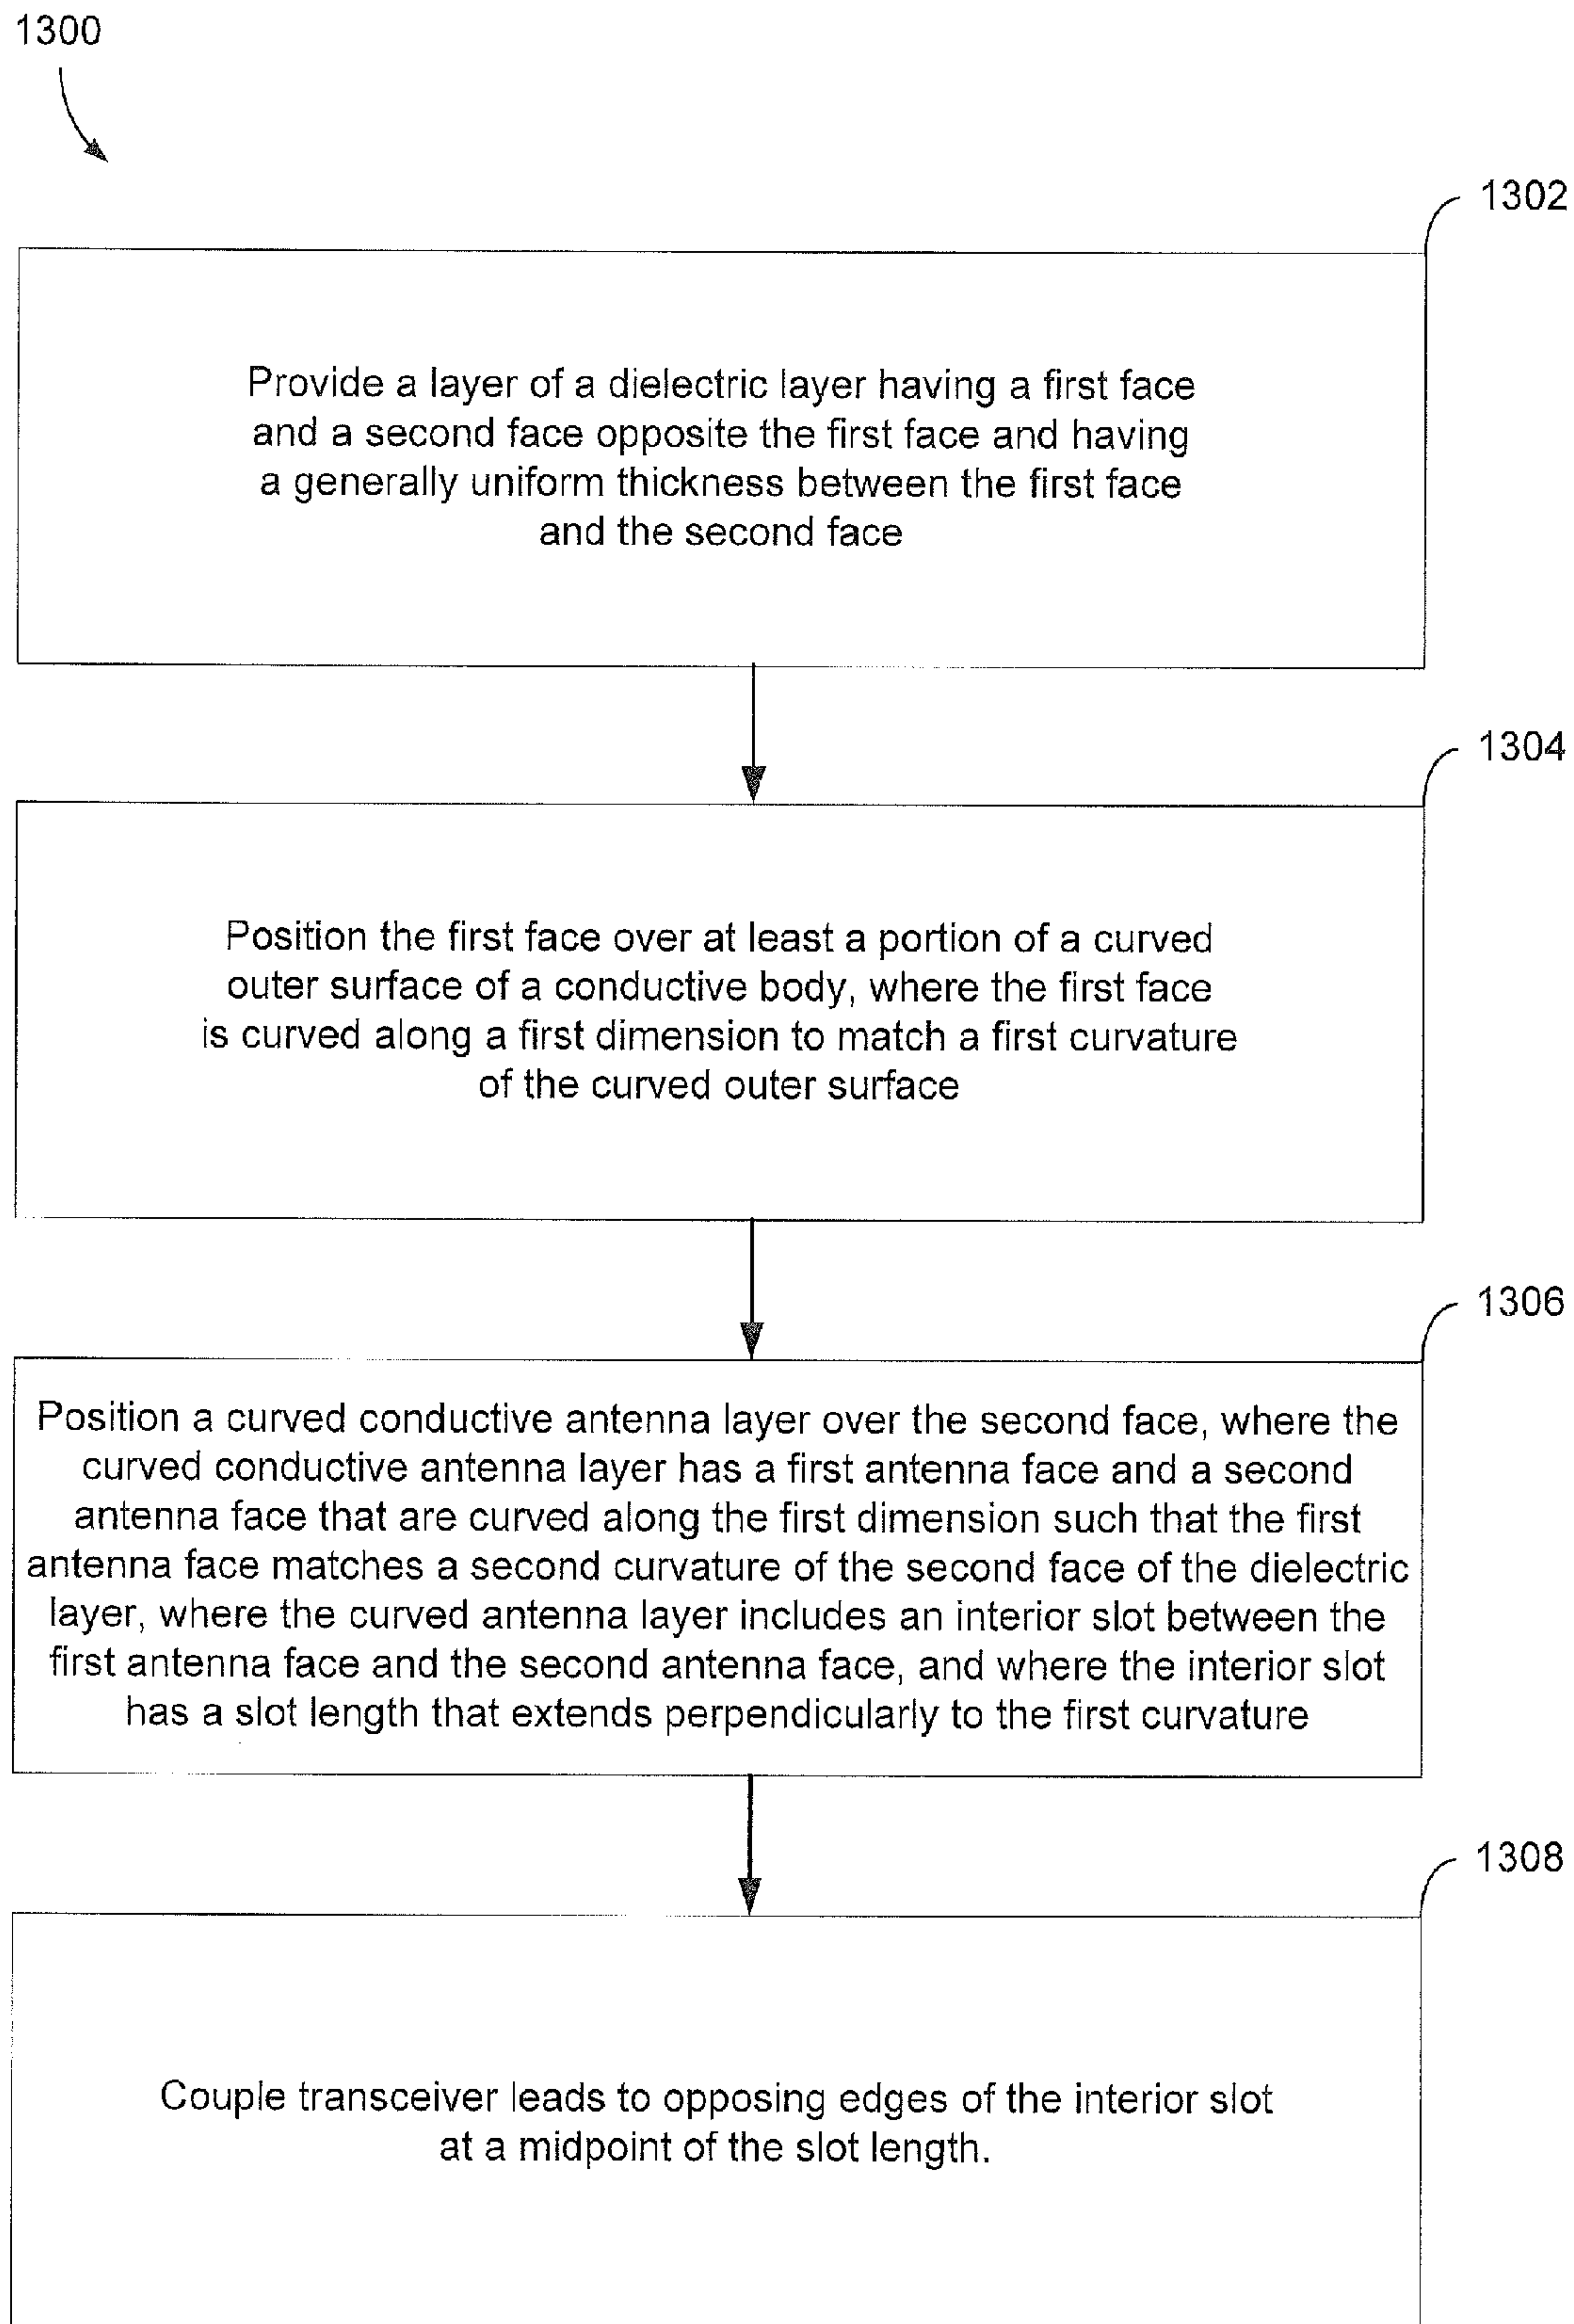 1300
1302
Provide a layer of a dielectric layer having a first face
and a second face opposite the first face and having
a generally uniform thickness between the first face
and the second face
1304
Position the first face over at least a portion of a curved
outer surface of a conductive body, where the first face
is curved along a first dimension to match a first curvature
of the curved outer surface
1306
Position a curved conductive antenna layer over the second face, where the
curved conductive antenna layer has a first antenna face and a second
antenna face that are curved along the first dimension such that the first
antenna face matches a second curvature of the second face of the dielectric
layer, where the curved antenna layer includes an interior slot between the
first antenna face and the second antenna face, and where the interior slot
has a slot length that extends perpendicularly to the first curvature
1308
Couple transceiver leads to opposing edges of the interior slot
at a midpoint of the slot length.